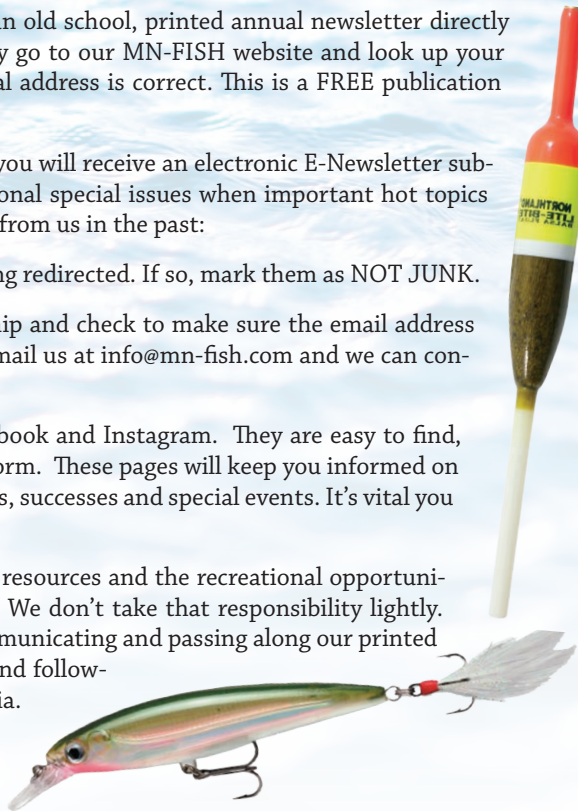 n old school, printed annual newsletter directly
y go to our MN-FISH website and look up your
al address is correct. This is a FREE publication
you will receive an electronic E-Newsletter sub-
onal special issues when important hot topics
from us in the past:
ng redirected. If so, mark them as NOT JUNK.
hip and check to make sure the email address
mail us at info@mn-fish.com and we can con-
book and Instagram. They are easy to find,
orm. These pages will keep you informed on
s, successes and special events. It's vital you
resources and the recreational opportuni-
We don't take that responsibility lightly.
mmunicating and passing along our printed
nd follow-
ia.
NORTHLAND
LITE-BITE
BALSA FLOAT